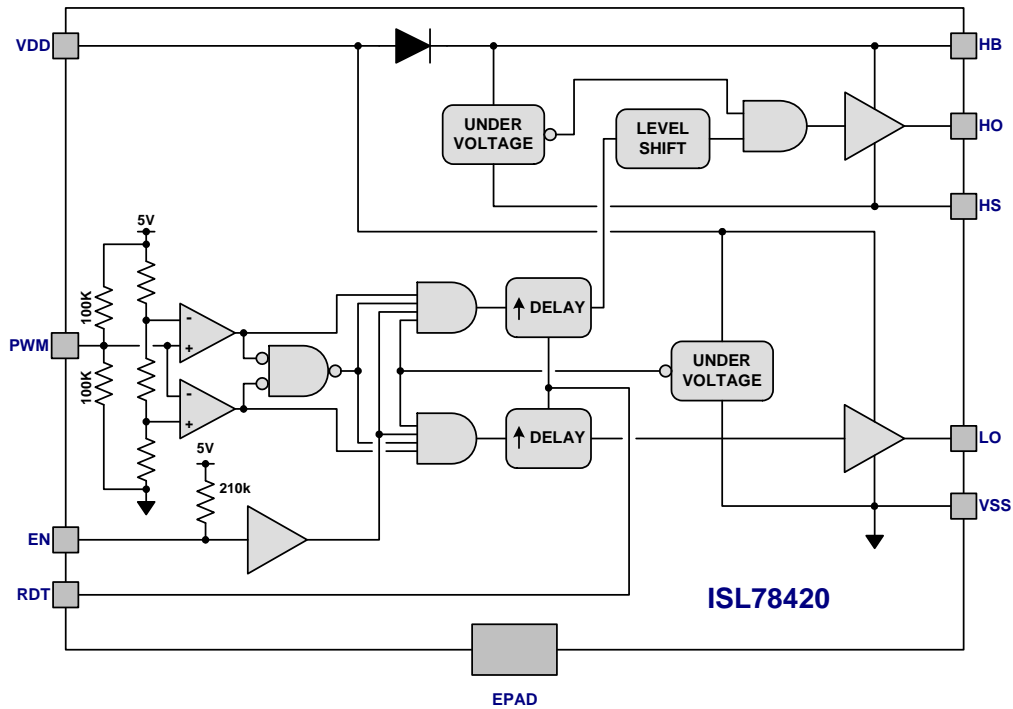 VDD
HB
UNDER
VOLTAGE
LEVEL
SHIFT
HO
HS
5V
100K
-
+
↑ DELAY
PWM
100K
-
+
UNDER
VOLTAGE
↑ DELAY
LO
5V
210k
VSS
EN
RDT
ISL78420
EPAD